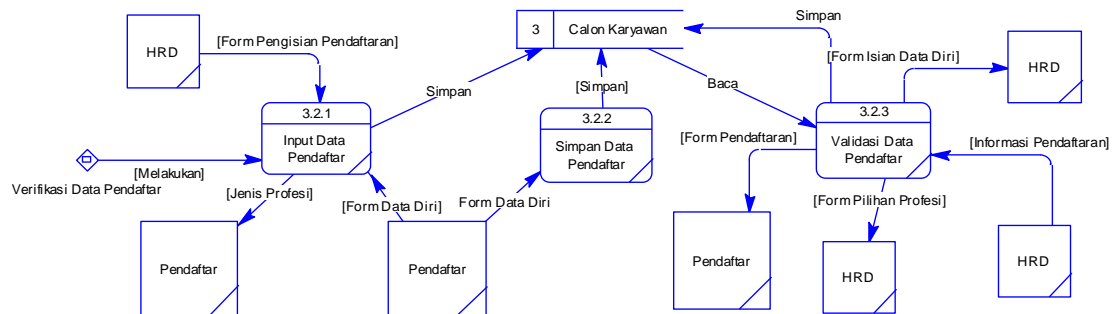 HRD
[Form Pengisian Pendaftaran]
3
Calon Karyawan
Simpan
[Form Isian Data Diri]
HRD
Simpan
[Simpan]
Baca
3.2.1
Input Data
Pendaftar
3.2.2
Simpan Data
Pendaftar
3.2.3
Validasi Data
Pendaftar
[Form Pendaftaran]
[Informasi Pendaftaran]
[Melakukan]
Verifikasi Data Pendaftar
[Jenis Profesi]
[Form Data Diri]
Form Data Diri
[Form Pilihan Profesi]
Pendaftar
Pendaftar
Pendaftar
HRD
HRD